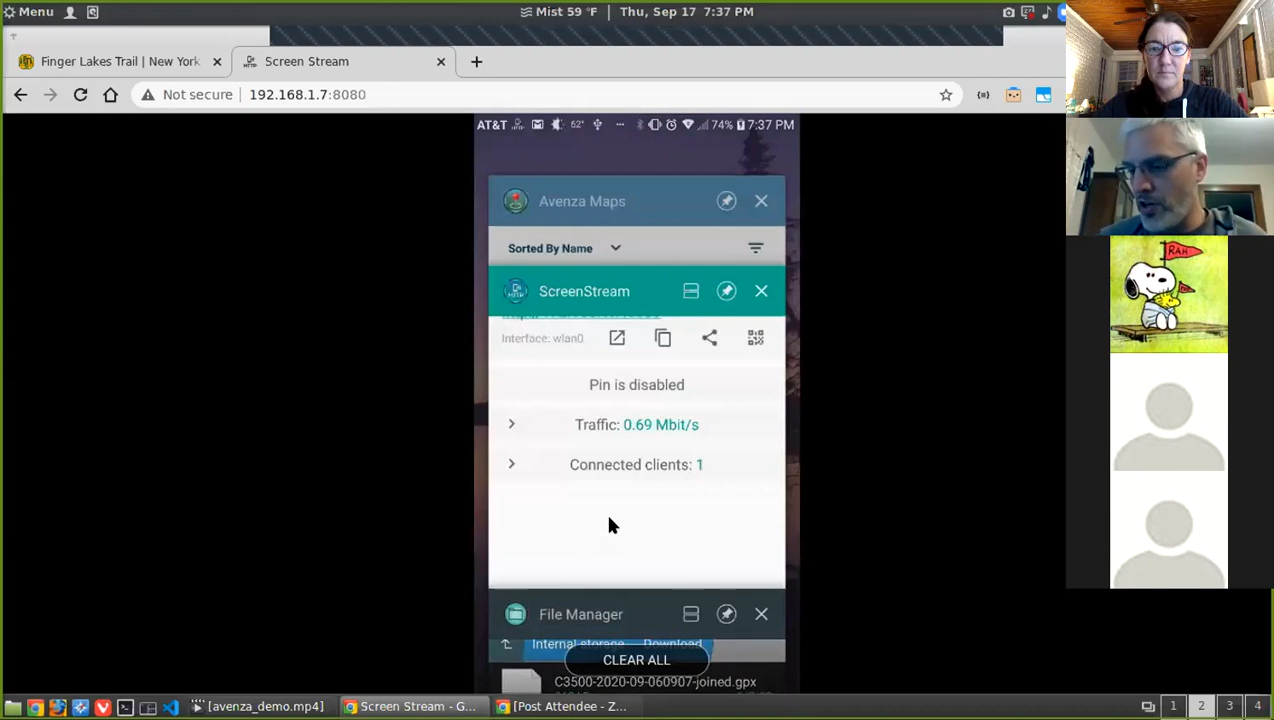 Menu
Mist 59 °F | Thu, Sep 17 7:37 PM
Finger Lakes Trail | New York
Screen Stream
Not secure | 192.168.1.7:8080
AT&T 62° 74% 7:37 PM
Avenza Maps
Sorted By Name
ScreenStream
Interface: wlan0
Pin is disabled
Traffic: 0.69 Mbit/s
Connected clients: 1
File Manager
Internal storage Download
CLEAR ALL
C3500-2020-09-060907-joined.gpx
RAH
[avenza_demo.mp4] Screen Stream - G... [Post Attendee - Z... 1 2 3 4